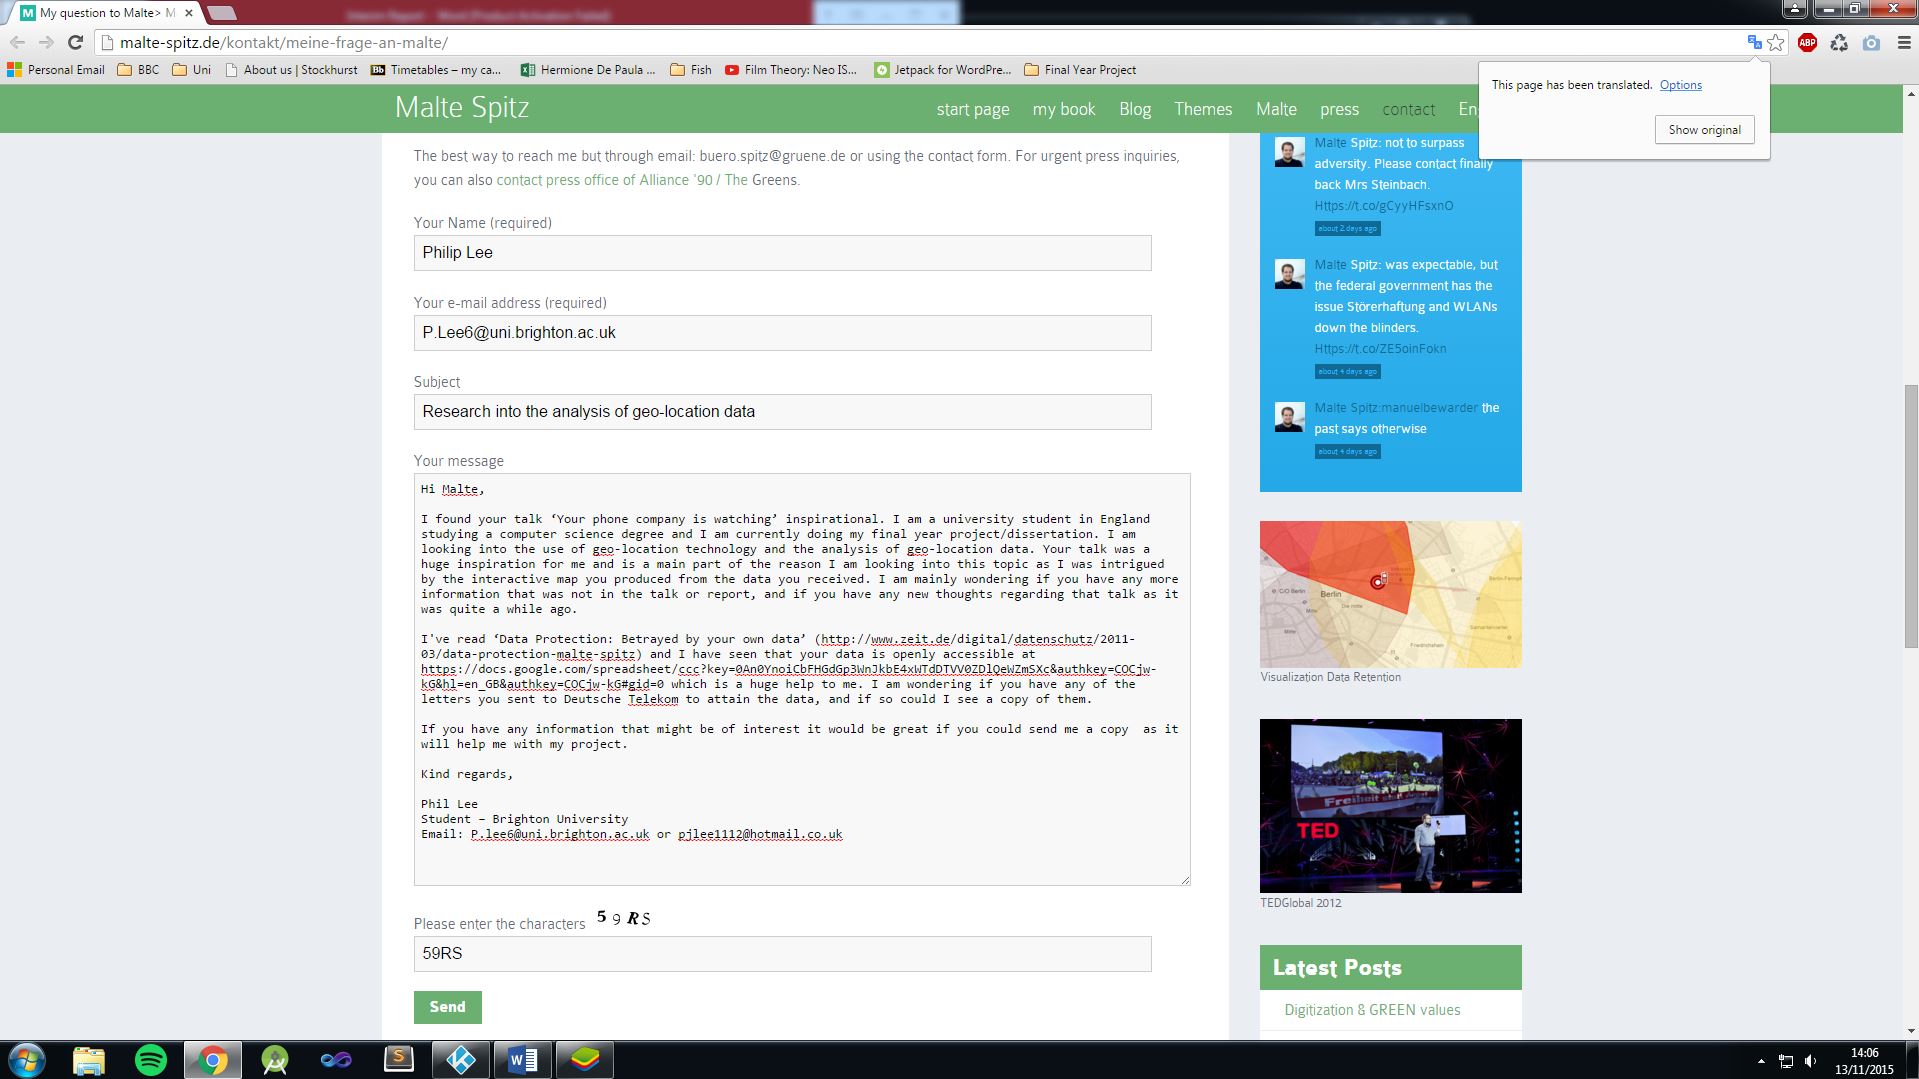 My question to Malte> M
Interim Report - Word (Product Activation Failed)
malte-spitz.de/kontakt/meine-frage-an-malte/
ABP
Personal Email
BBC
Uni
About us | Stockhurst
Timetables – my ca...
Hermione De Paula ...
Fish
Film Theory: Neo IS...
Jetpack for WordPre...
Final Year Project
This page has been translated. Options
Show original
Malte Spitz
start page
my book
Blog
Themes
Malte
press
contact
The best way to reach me but through email: buero.spitz@gruene.de or using the contact form. For urgent press inquiries,
you can also contact press office of Alliance '90 / The Greens.
Your Name (required)
Philip Lee
Your e-mail address (required)
P.Lee6@uni.brighton.ac.uk
Subject
Research into the analysis of geo-location data
Your message
Hi Malte,
I found your talk ‘Your phone company is watching’ inspirational. I am a university student in England
studying a computer science degree and I am currently doing my final year project/dissertation. I am
looking into the use of geo-location technology and the analysis of geo-location data. Your talk was a
huge inspiration for me and is a main part of the reason I am looking into this topic as I was intrigued
by the interactive map you produced from the data you received. I am mainly wondering if you have any more
information that was not in the talk or report, and if you have any new thoughts regarding that talk as it
was quite a while ago.
I've read ‘Data Protection: Betrayed by your own data’ (http://www.zeit.de/digital/datenschutz/2011-
03/data-protection-malte-spitz) and I have seen that your data is openly accessible at
https://docs.google.com/spreadsheet/ccc?key=0An0YnoiCbFHGdGp3WnJkbE4xWTdDTVV0ZDlQeWZmSXc&authkey=COCjw-
kG&hl=en_GB&authkey=COCjw-kG#gid=0 which is a huge help to me. I am wondering if you have any of the
letters you sent to Deutsche Telekom to attain the data, and if so could I see a copy of them.
If you have any information that might be of interest it would be great if you could send me a copy  as it
will help me with my project.
Kind regards,
Phil Lee
Student – Brighton University
Email: P.lee6@uni.brighton.ac.uk or pjlee1112@hotmail.co.uk
Please enter the characters 59RS
59RS
Send
Malte Spitz: not to surpass
adversity. Please contact finally
back Mrs Steinbach.
Https://t.co/gCyyHFsxnO
about 2 days ago
Malte Spitz: was expectable, but
the federal government has the
issue Störerhaftung and WLANs
down the blinders.
Https://t.co/ZE5oinFokn
about 4 days ago
Malte Spitz:manuelbewarder the
past says otherwise
about 4 days ago
C/O Berlin
Berlin
Mitte
Friedrichshain
Visualization Data Retention
Freiheit statt Angst
TED
TEDGlobal 2012
Latest Posts
Digitization & GREEN values
14:06
13/11/2015